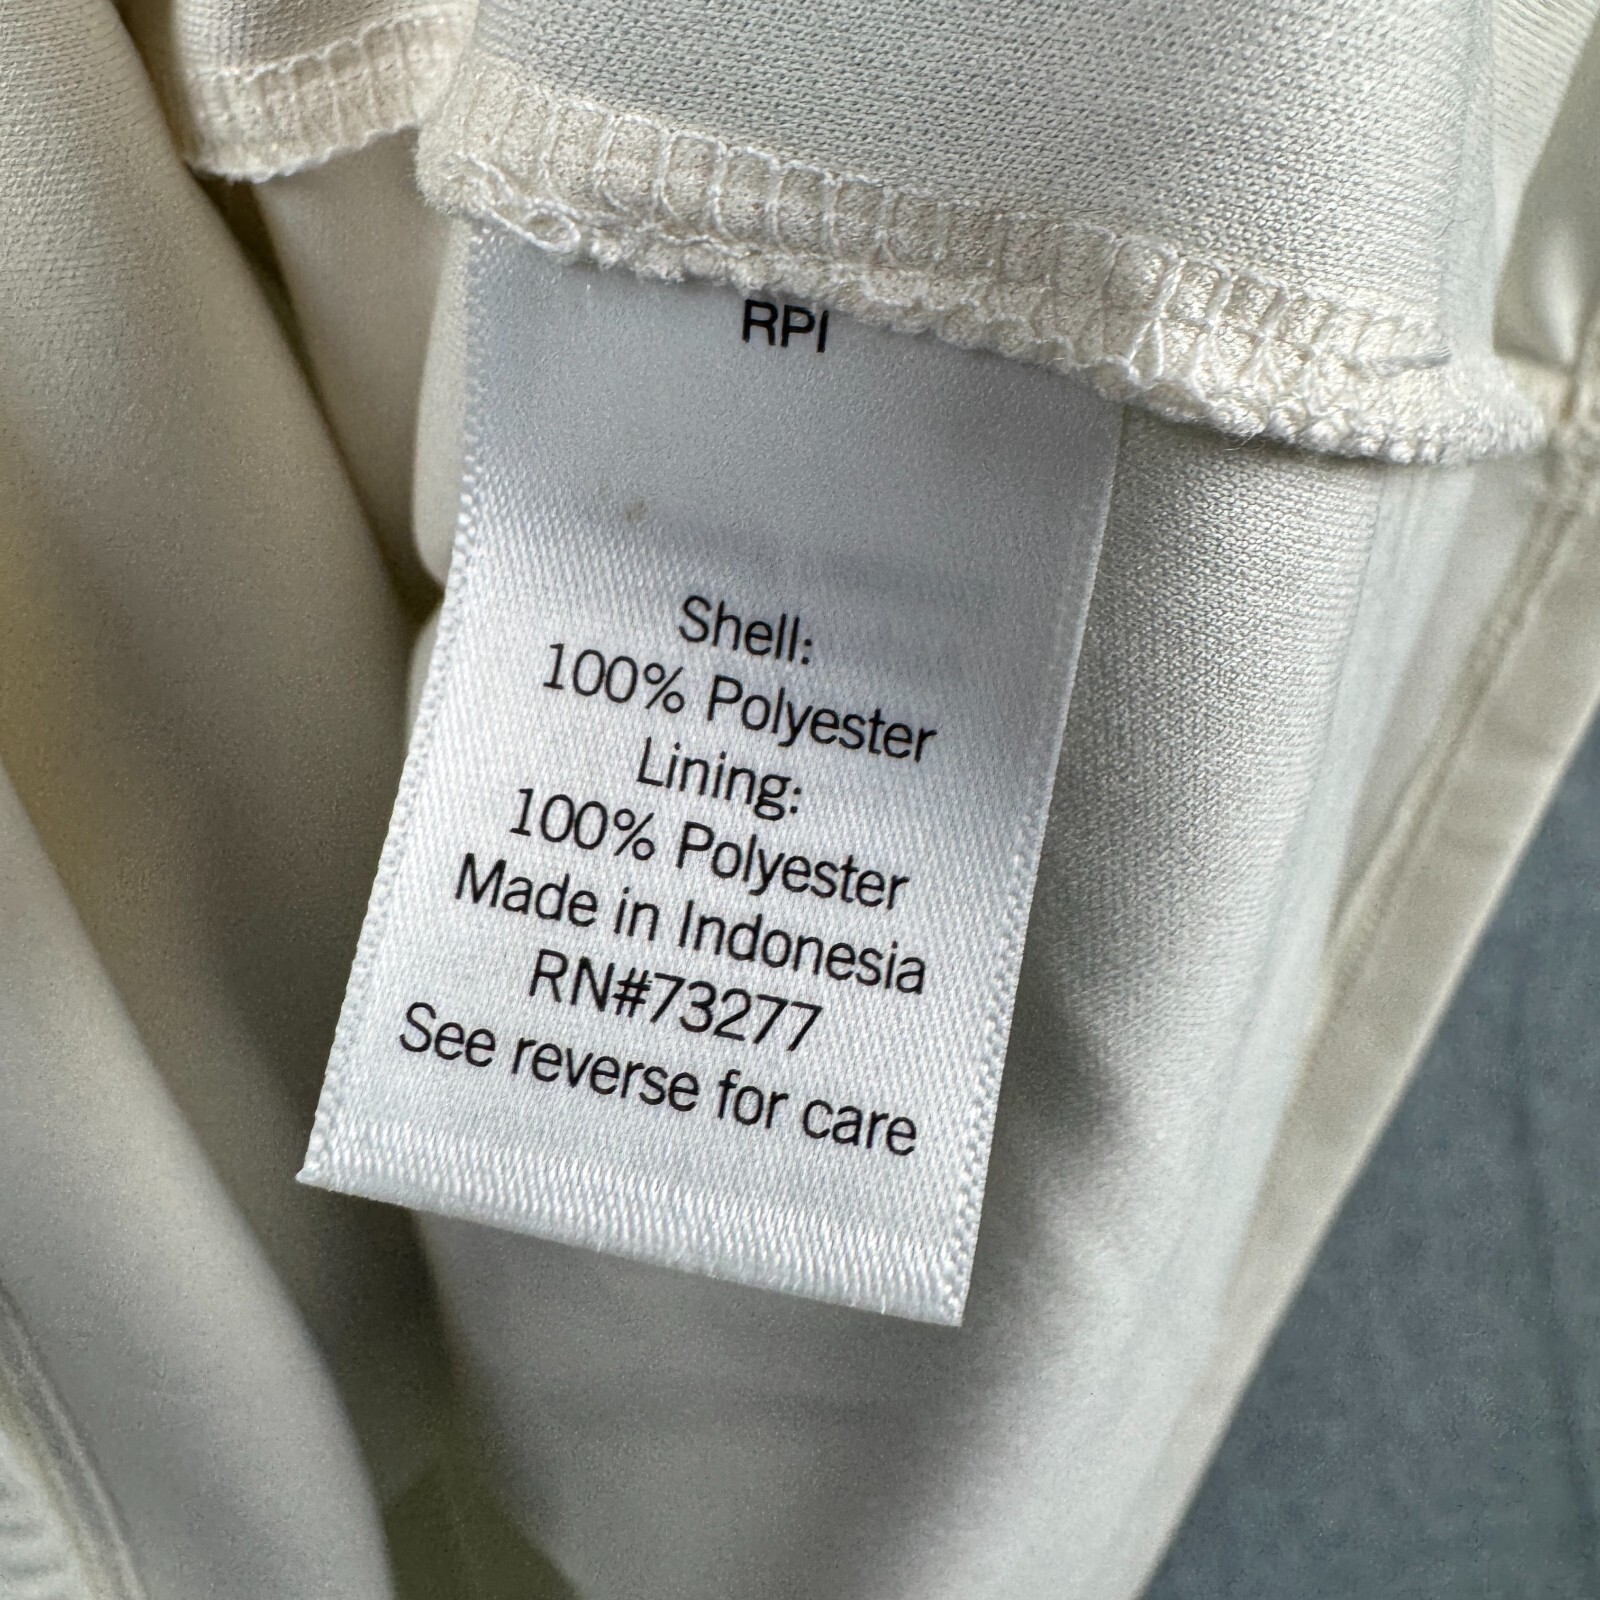 RPI
Shell:
100% Polyester
Lining:
100% Polyester
Made in Indonesia
RN#73277
See reverse for care